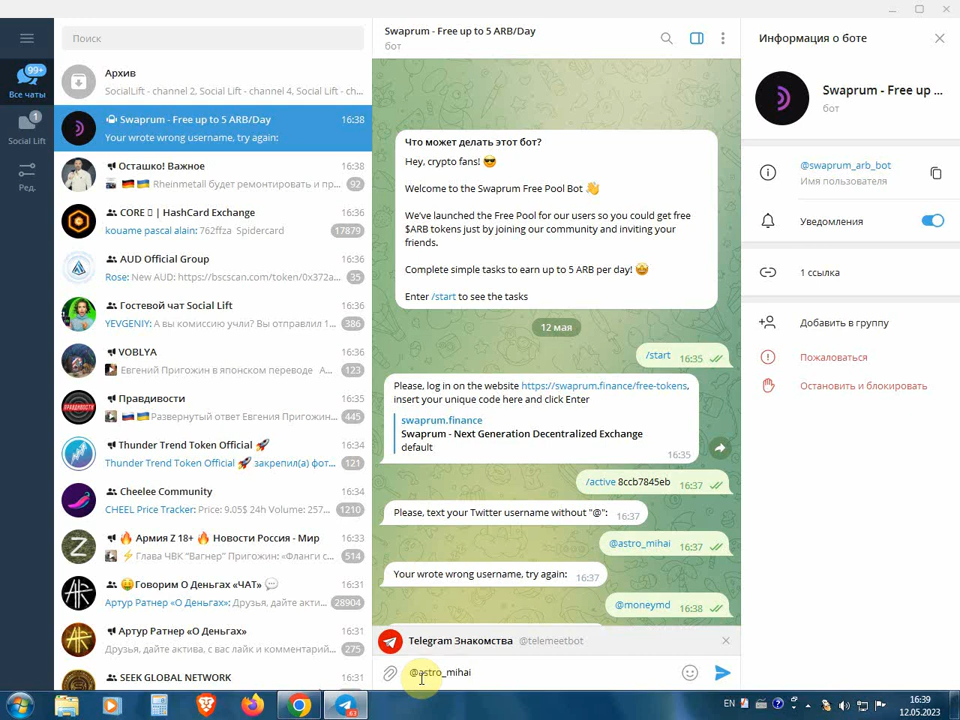 Поиск
Swaprum - Free up to 5 ARB/Day
бот
Информация о боте
99+
Все чаты
1
Social Lift
Ред.
Архив
SocialLift - channel 2, Social Lift - channel 4, Social Lift - ch...
Swaprum - Free up to 5 ARB/Day 16:38
Your wrote wrong username, try again:
Осташко! Важное 16:38
Rheinmetall будет ремонтировать и пр... 92
CORE | HashCard Exchange 16:36
kouame pascal alain: 762ffza Spidercard 17879
AUD Official Group 16:36
Rose: New AUD: https://bscscan.com/token/0x372a... 35
Гостевой чат Social Lift 16:36
YEVGENIY: А вы комиссию учли? Вы отправил 1... 386
VOBLYA 16:36
Евгений Пригожин в японском переводе А... 123
Правдивости 16:35
Развернутый ответ Евгения Пригожин... 445
Thunder Trend Token Official 16:34
Thunder Trend Token Official закрепил(а) фот... 121
Cheelee Community 16:34
CHEEL Price Tracker: Price: 9.05$ 24h Volume: 257... 1210
Армия Z 18+ Новости Россия - Мир 16:33
Глава ЧВК "Вагнер" Пригожин: «Фланги с... 514
Говорим О Деньгах «ЧАТ» 16:31
Артур Ратнер «О Деньгах»: Друзья, дайте акти... 28904
Артур Ратнер «О Деньгах» 16:31
Друзья, дайте актива, с вас лайк и комментарий... 275
SEEK GLOBAL NETWORK 16:31
Что может делать этот бот?
Hey, crypto fans!
Welcome to the Swaprum Free Pool Bot
We've launched the Free Pool for our users so you could get free
$ARB tokens just by joining our community and inviting your
friends.
Complete simple tasks to earn up to 5 ARB per day!
Enter /start to see the tasks
12 мая
/start 16:35
Please, log in on the website https://swaprum.finance/free-tokens,
insert your unique code here and click Enter
swaprum.finance
Swaprum - Next Generation Decentralized Exchange
default
16:35
/active 8ccb7845eb 16:37
Please, text your Twitter username without "@": 16:37
@astro_mihai 16:37
Your wrote wrong username, try again: 16:37
@moneymd 16:38
Telegram Знакомства @telemeetbot
@astro_mihai
Swaprum - Free up ...
бот
@swaprum_arb_bot
Имя пользователя
Уведомления
1 ссылка
Добавить в группу
Пожаловаться
Остановить и блокировать
EN
16:39
12.05.2023